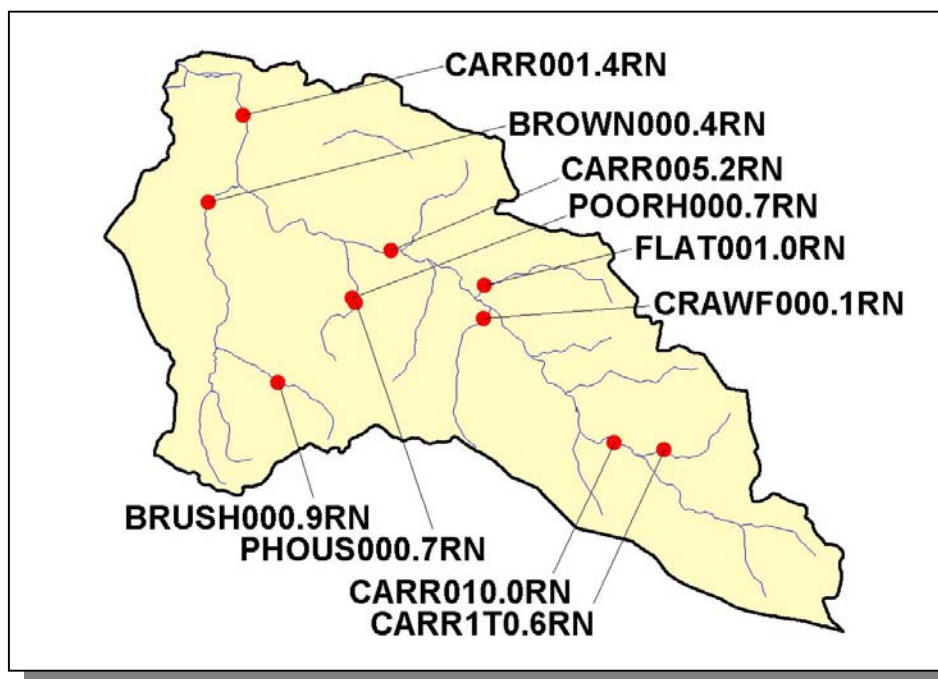 CARR001.4RN
BROWN000.4RN
CARR005.2RN
POORH000.7RN
FLAT001.0RN
CRAWF000.1RN
BRUSH000.9RN
PHOUS000.7RN
CARR010.0RN
CARR1T0.6RN